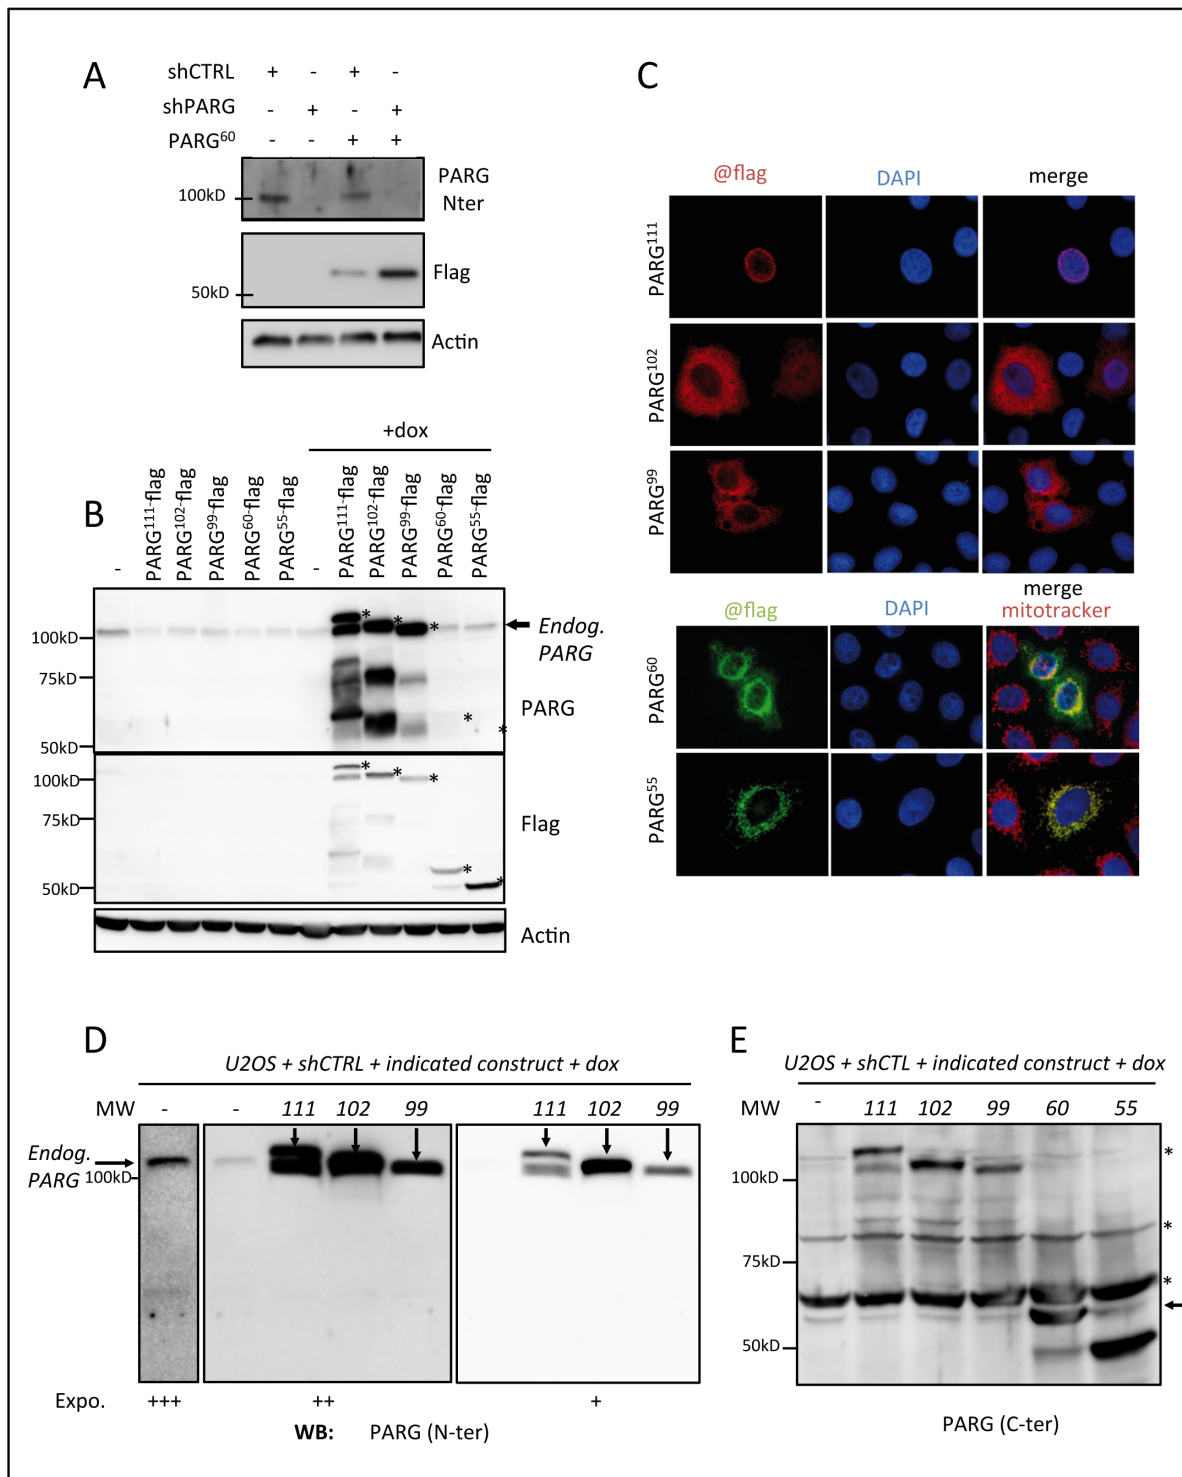 A
shCTRL + - + -
shPARG - + - +
PARG60 - - + +
100kD
PARG
Nter
50kD
Flag
Actin
B
+dox
- PARG111-flag PARG102-flag PARG99-flag PARG60-flag PARG55-flag - PARG111-flag PARG102-flag PARG99-flag PARG60-flag PARG55-flag
100kD
75kD
50kD
* * * * *
Endog.
PARG
PARG
100kD
75kD
50kD
* * * * *
Flag
Actin
C
@flag DAPI merge
PARG111
PARG102
PARG99
@flag DAPI merge
mitotracker
PARG60
PARG55
D
U2OS + shCTRL + indicated construct + dox
MW - - 111 102 99 111 102 99
Endog.
PARG
100kD
Expo. +++ ++ +
WB: PARG (N-ter)
E
U2OS + shCTL + indicated construct + dox
MW - 111 102 99 60 55
100kD
75kD
50kD
*
*
*
PARG (C-ter)